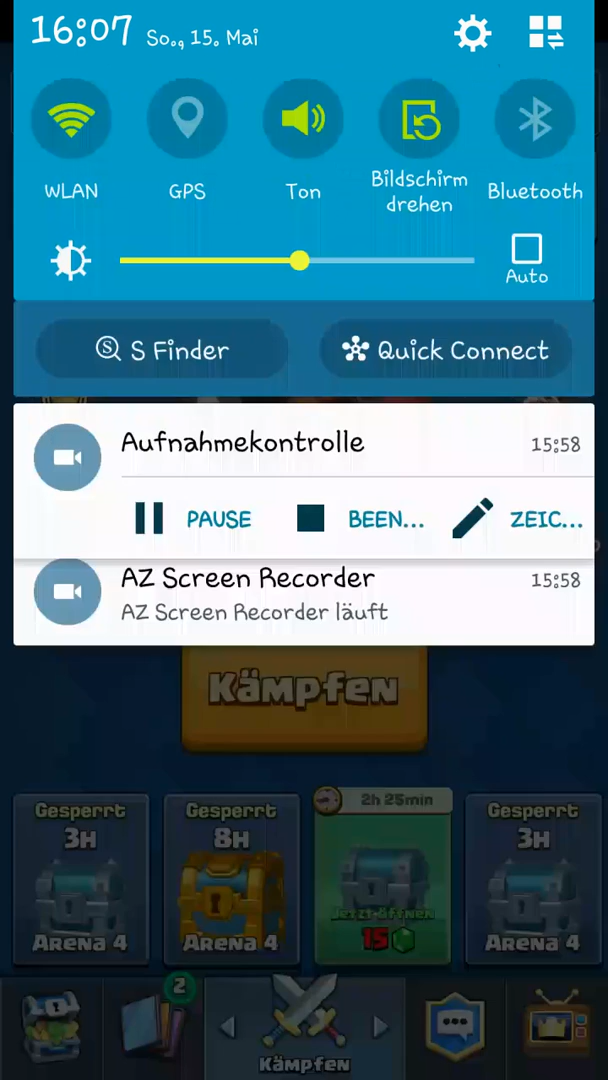 16:07 So., 15. Mai
WLAN
GPS
Ton
Bildschirm
drehen
Bluetooth
Auto
S Finder
Quick Connect
Aufnahmekontrolle 15:58
PAUSE BEEN... ZEIC...
AZ Screen Recorder 15:58
AZ Screen Recorder läuft
Kämpfen
Gesperrt
3H
Arena 4
Gesperrt
8H
Arena 4
2h 25min
Jetzt öffnen
15
Gesperrt
3H
Arena 4
2
Kämpfen